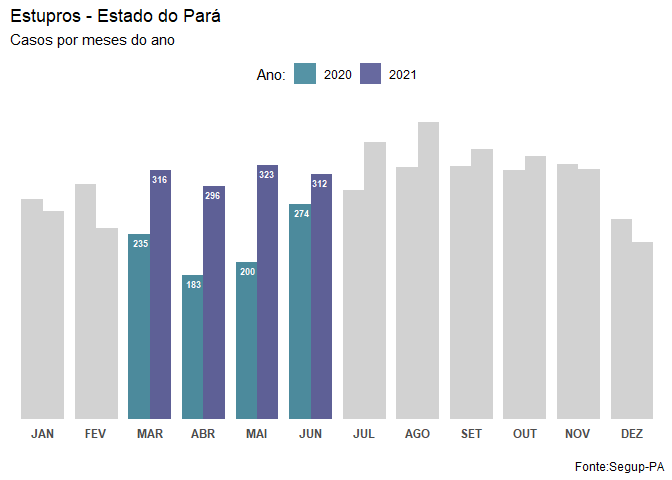 Estupros - Estado do Pará
Casos por meses do ano
Ano: 2020 2021
316 323 312
296
274
235
200
183
JAN FEV MAR ABR MAI JUN JUL AGO SET OUT NOV DEZ
Fonte:Segup-PA